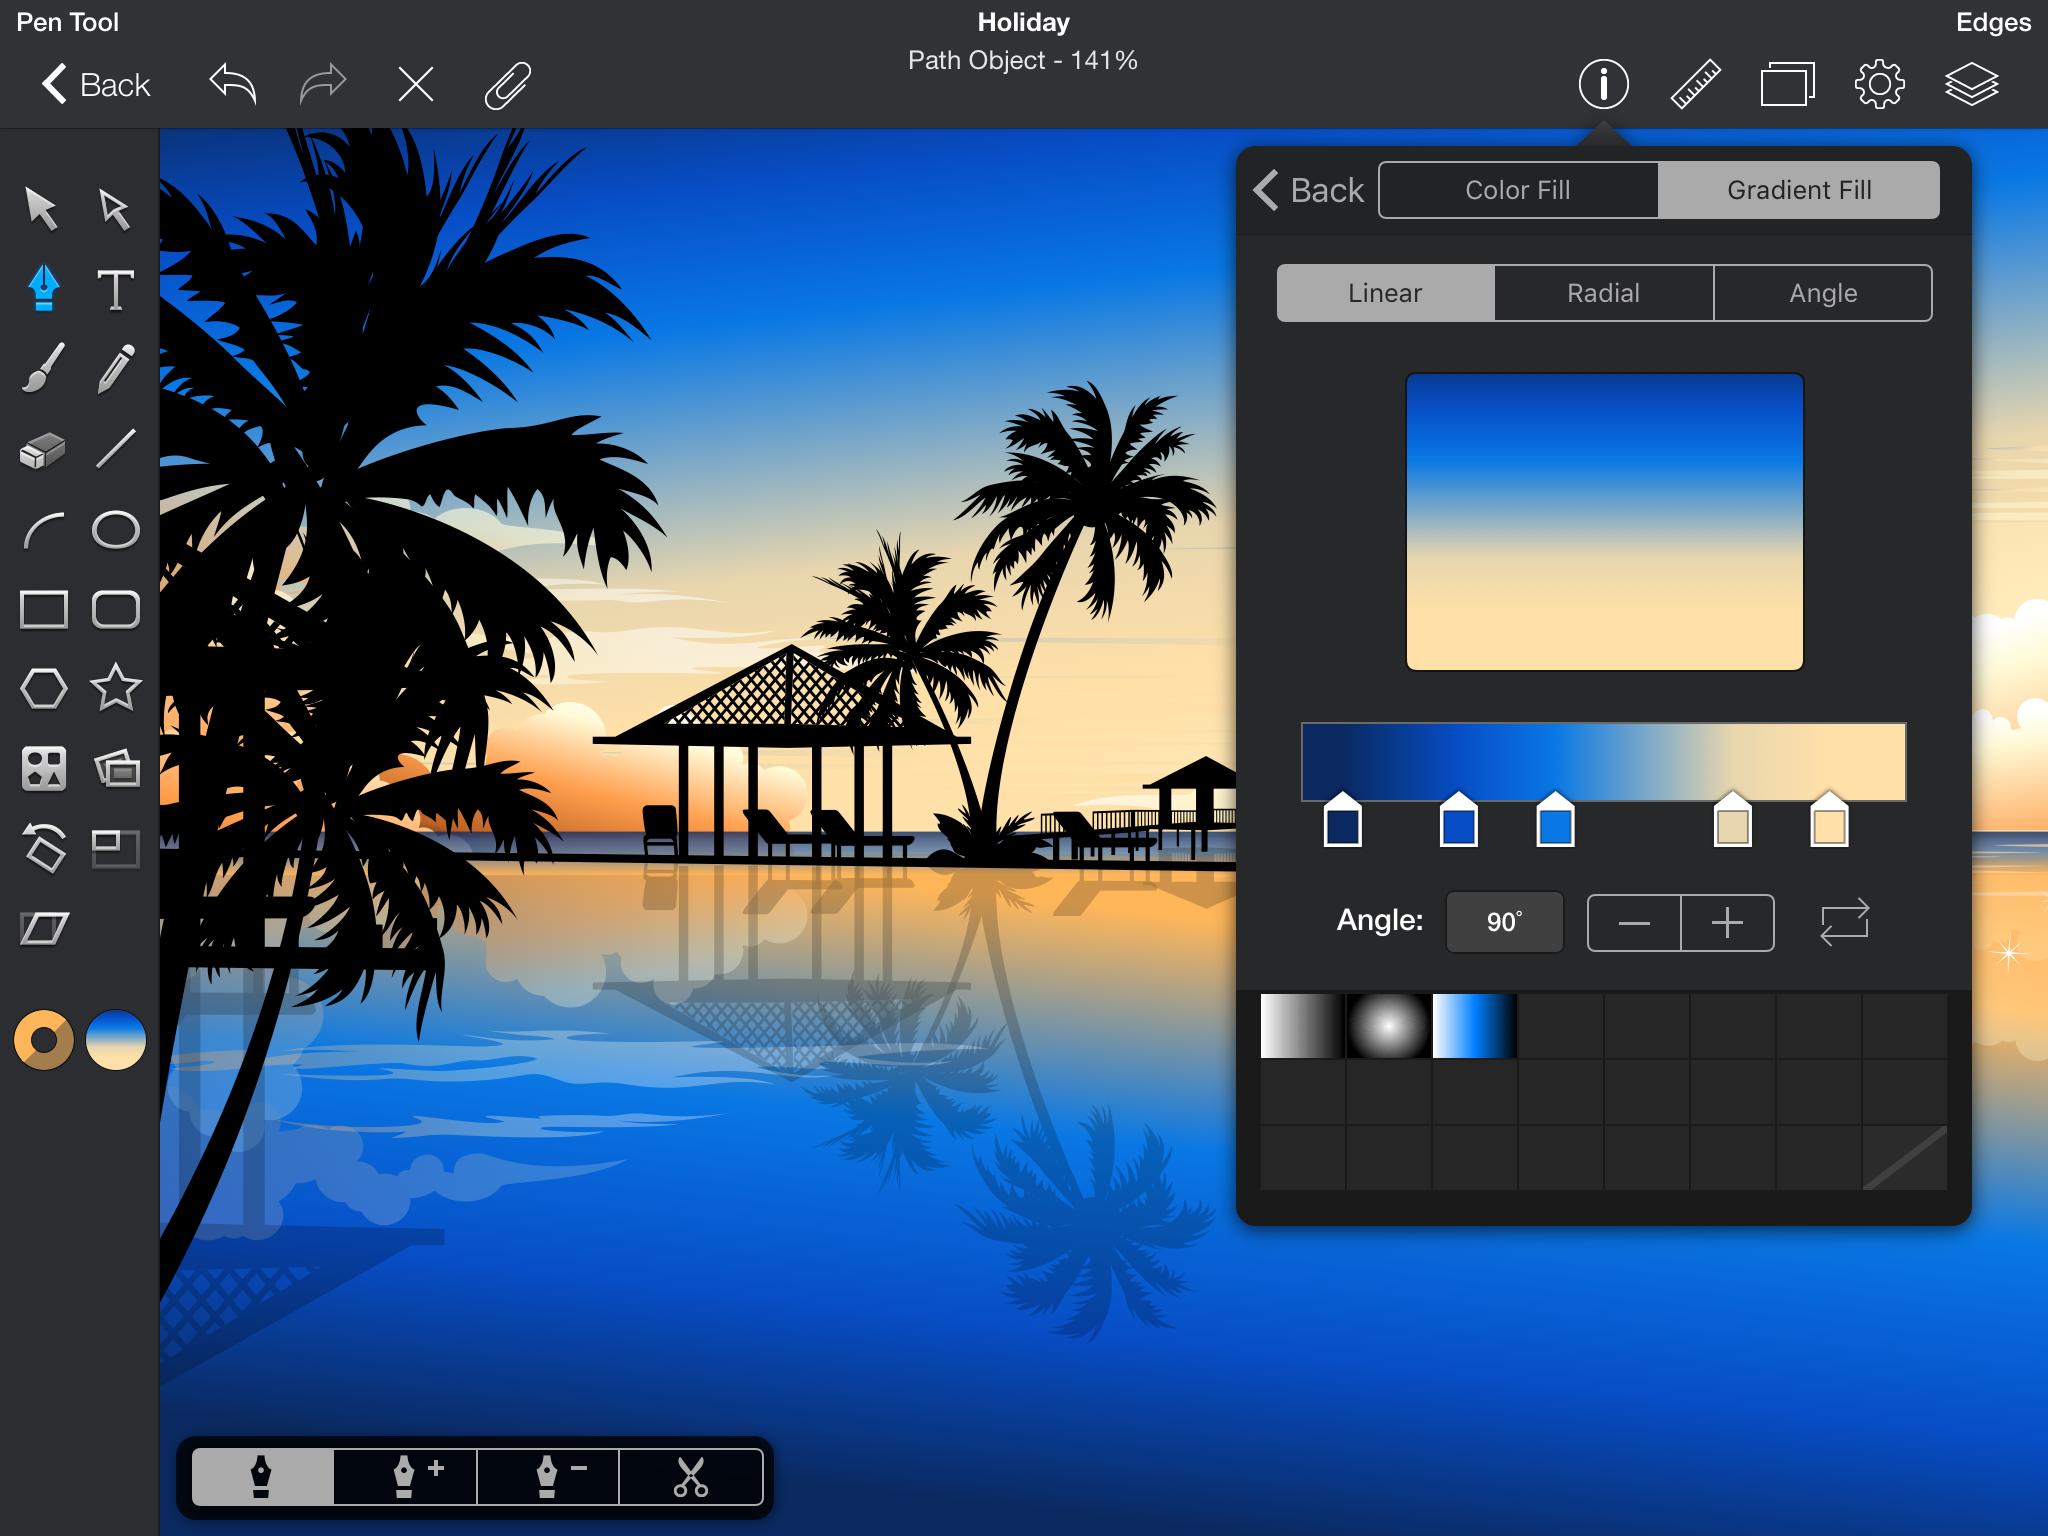 Pen Tool
Holiday
Edges
Path Object - 141%
Back
Back
Color Fill
Gradient Fill
Linear
Radial
Angle
Angle:
90°